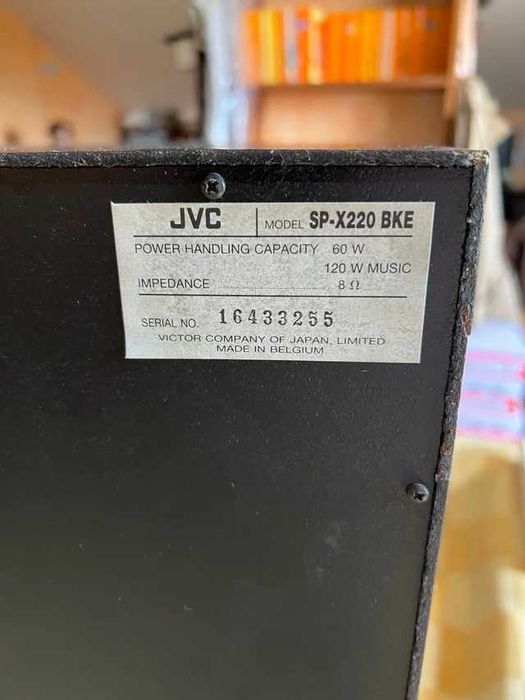 JVC MODEL SP-X220 BKE
POWER HANDLING CAPACITY 60 W
120 W MUSIC
IMPEDANCE .......................... 8 Ω
SERIAL NO. 16433255
VICTOR COMPANY OF JAPAN, LIMITED
MADE IN BELGIUM